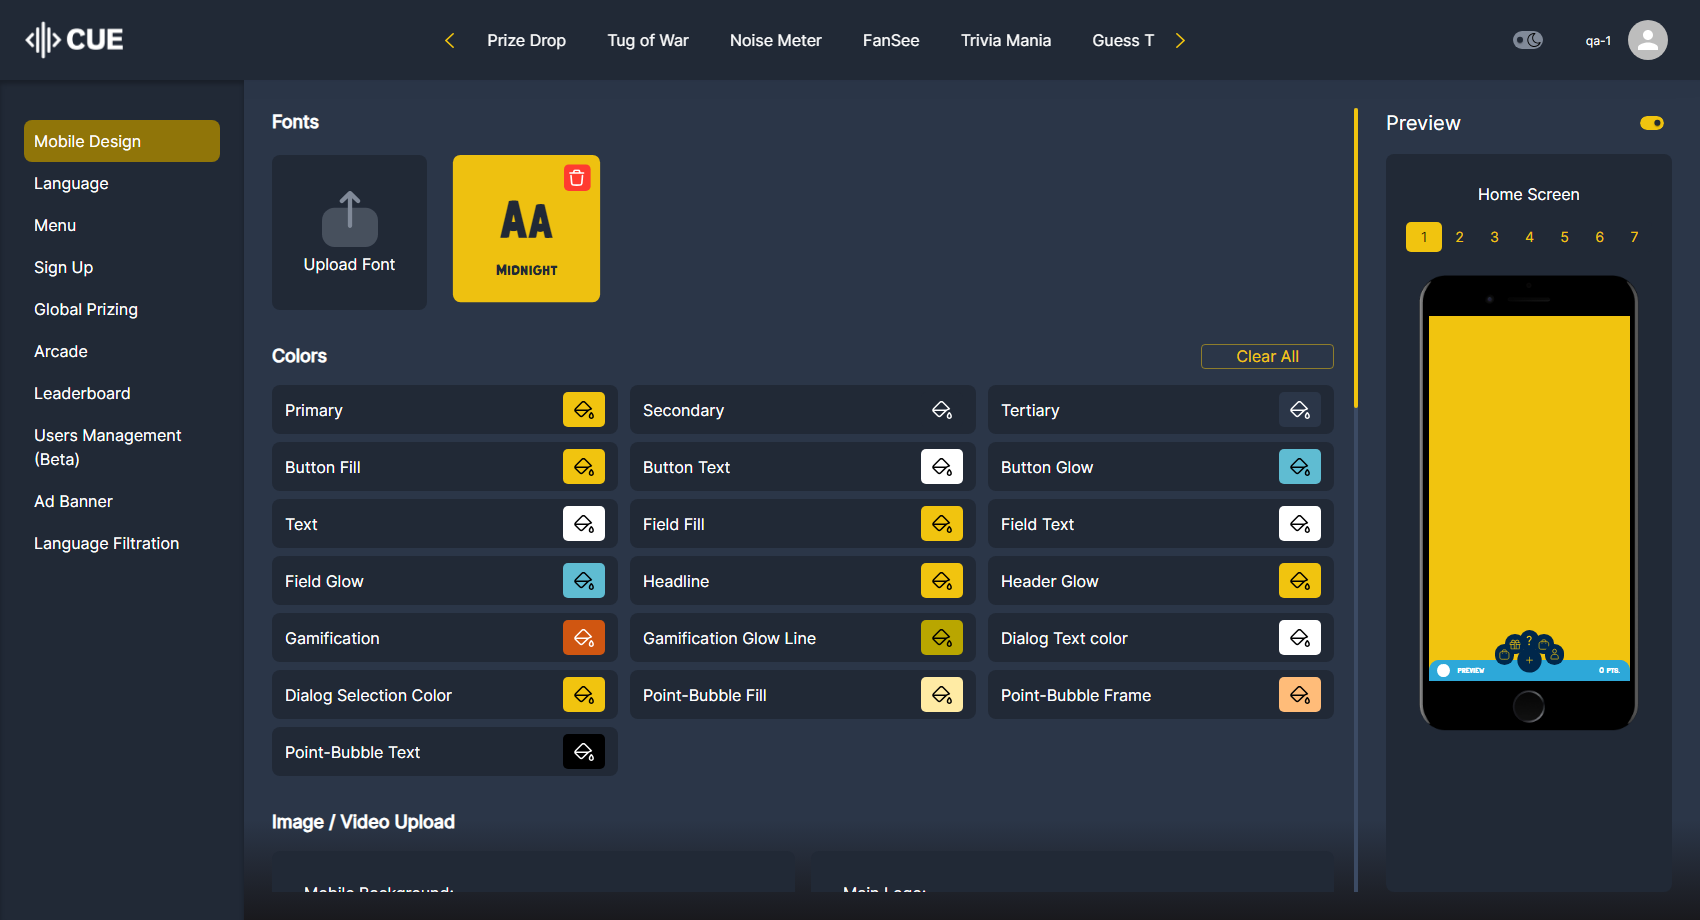 CUE
Prize Drop
Tug of War
Noise Meter
FanSee
Trivia Mania
Guess T
qa-1
Mobile Design
Language
Menu
Sign Up
Global Prizing
Arcade
Leaderboard
Users Management
(Beta)
Ad Banner
Language Filtration
Fonts
Upload Font
AA
MIDNIGHT
Colors
Clear All
Primary
Secondary
Tertiary
Button Fill
Button Text
Button Glow
Text
Field Fill
Field Text
Field Glow
Headline
Header Glow
Gamification
Gamification Glow Line
Dialog Text color
Dialog Selection Color
Point-Bubble Fill
Point-Bubble Frame
Point-Bubble Text
Image / Video Upload
Mobile Background:
Main Logo:
Preview
Home Screen
1 2 3 4 5 6 7
?
+
PREVIEW
0 PTS.